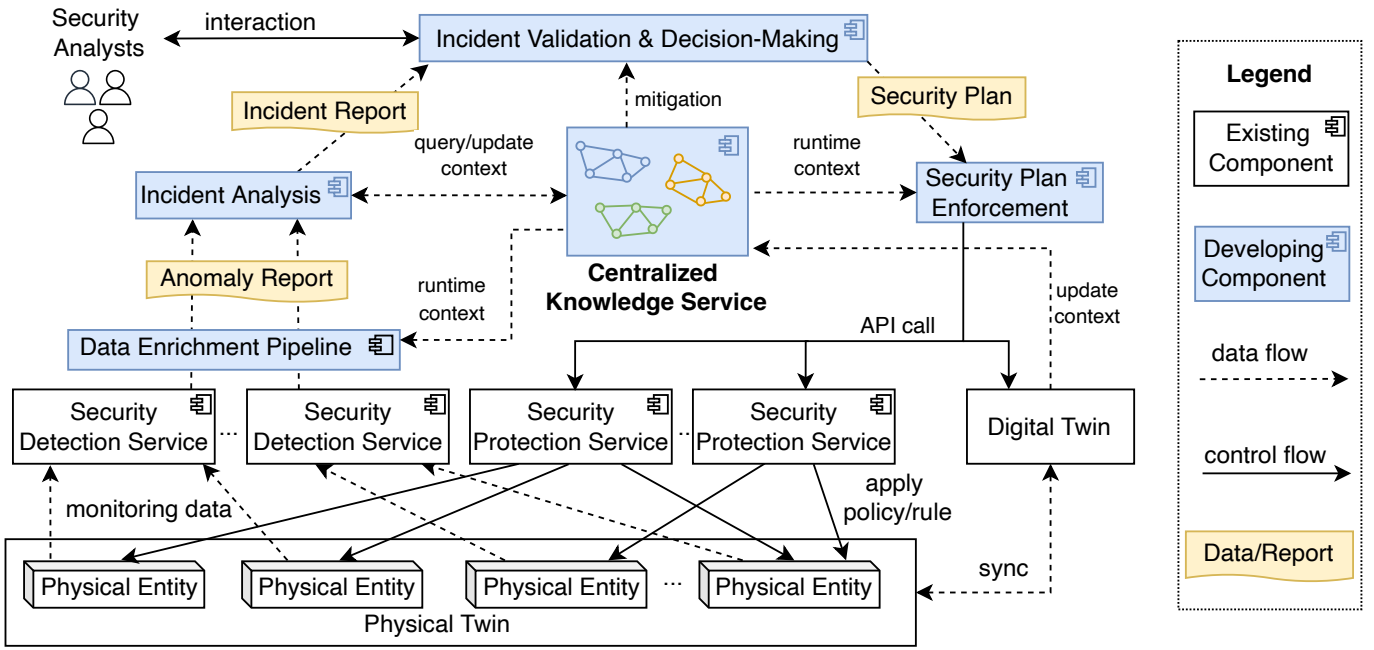 Security
Analysts
interaction
Incident Validation & Decision-Making
Incident Report
mitigation
Security Plan
query/update
context
runtime
context
Incident Analysis
Security Plan
Enforcement
Anomaly Report
Centralized
Knowledge Service
runtime
context
update
context
API call
Data Enrichment Pipeline
Security
Detection Service
...
Security
Detection Service
Security
Protection Service
..
Security
Protection Service
Digital Twin
monitoring data
apply
policy/rule
sync
Physical Entity
Physical Entity
Physical Entity
...
Physical Entity
Physical Twin
Legend
Existing
Component
Developing
Component
data flow
control flow
Data/Report